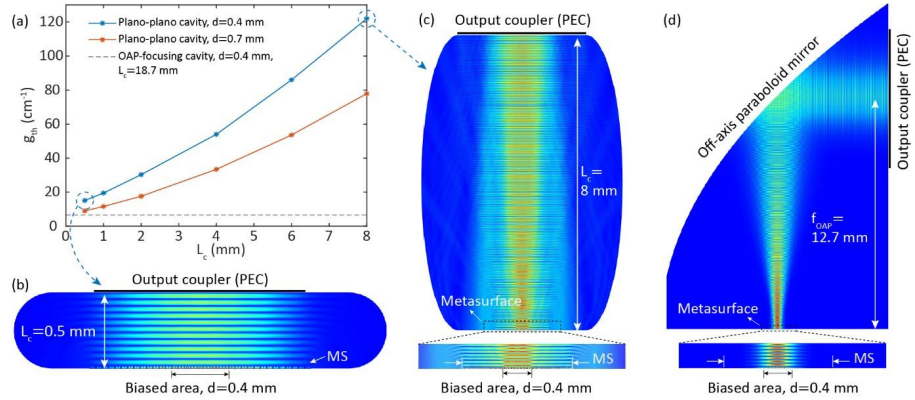 (a)
120
100
80
60
40
20
0
g_th (cm⁻¹)
Plano-plano cavity, d=0.4 mm
Plano-plano cavity, d=0.7 mm
OAP-focusing cavity, d=0.4 mm,
L_c=18.7 mm
0 1 2 3 4 5 6 7 8
L_c (mm)
(b)
Output coupler (PEC)
L_c=0.5 mm
MS
Biased area, d=0.4 mm
(c)
Output coupler (PEC)
L_c=
8 mm
Metasurface
MS
Biased area, d=0.4 mm
(d)
Off-axis paraboloid mirror
Output coupler (PEC)
f_OAP=
12.7 mm
Metasurface
MS
Biased area, d=0.4 mm